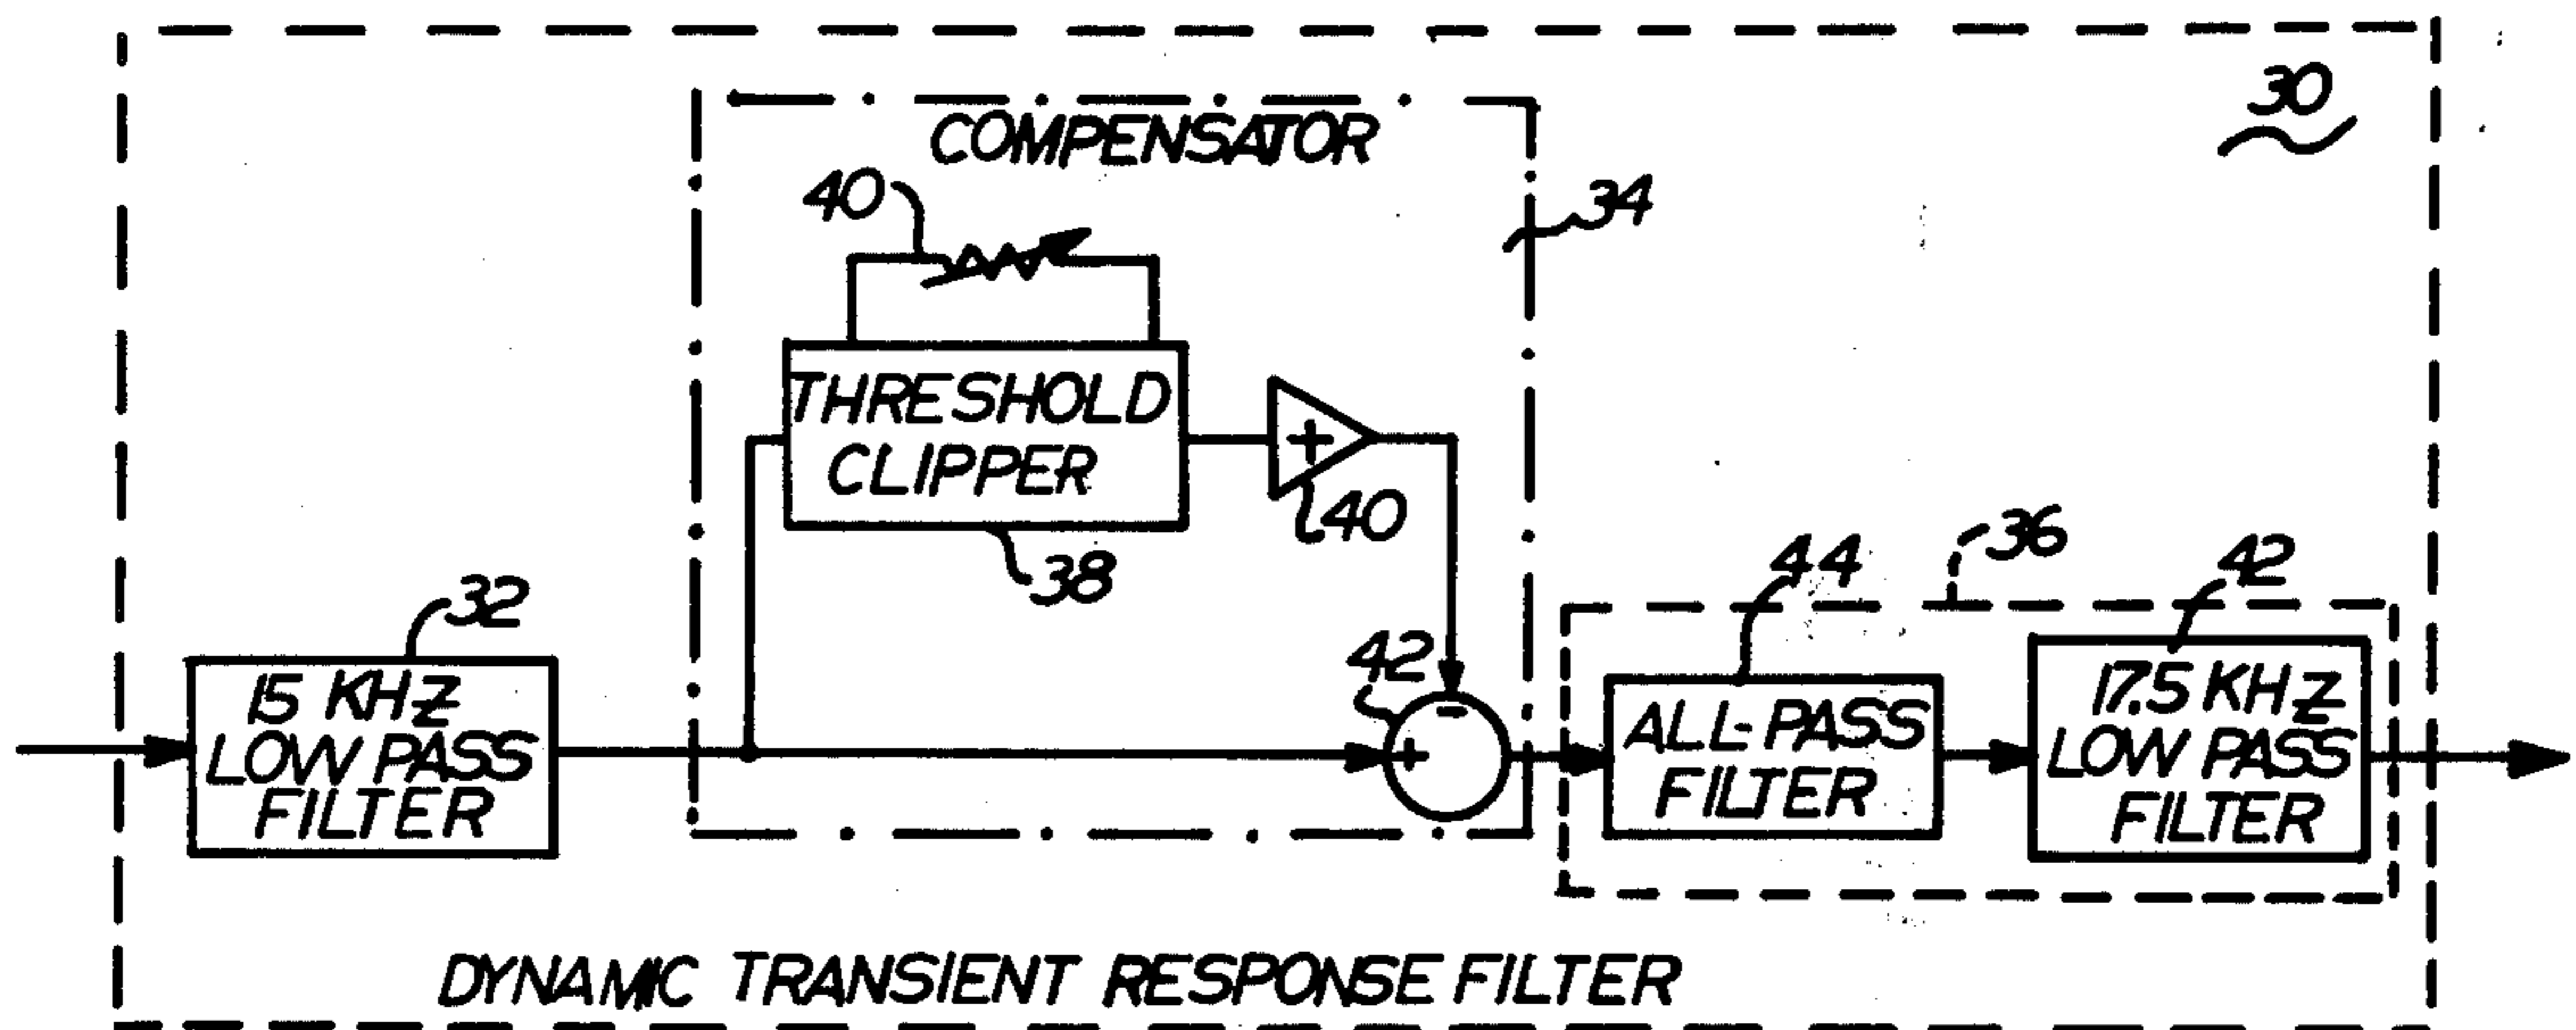 30
COMPENSATOR
40
34
THRESHOLD
CLIPPER
+
40
38
36
44
42
32
42
15 KHZ
LOW PASS
FILTER
-
+
ALL-PASS
FILTER
17.5 KHZ
LOW PASS
FILTER
DYNAMIC TRANSIENT RESPONSE FILTER